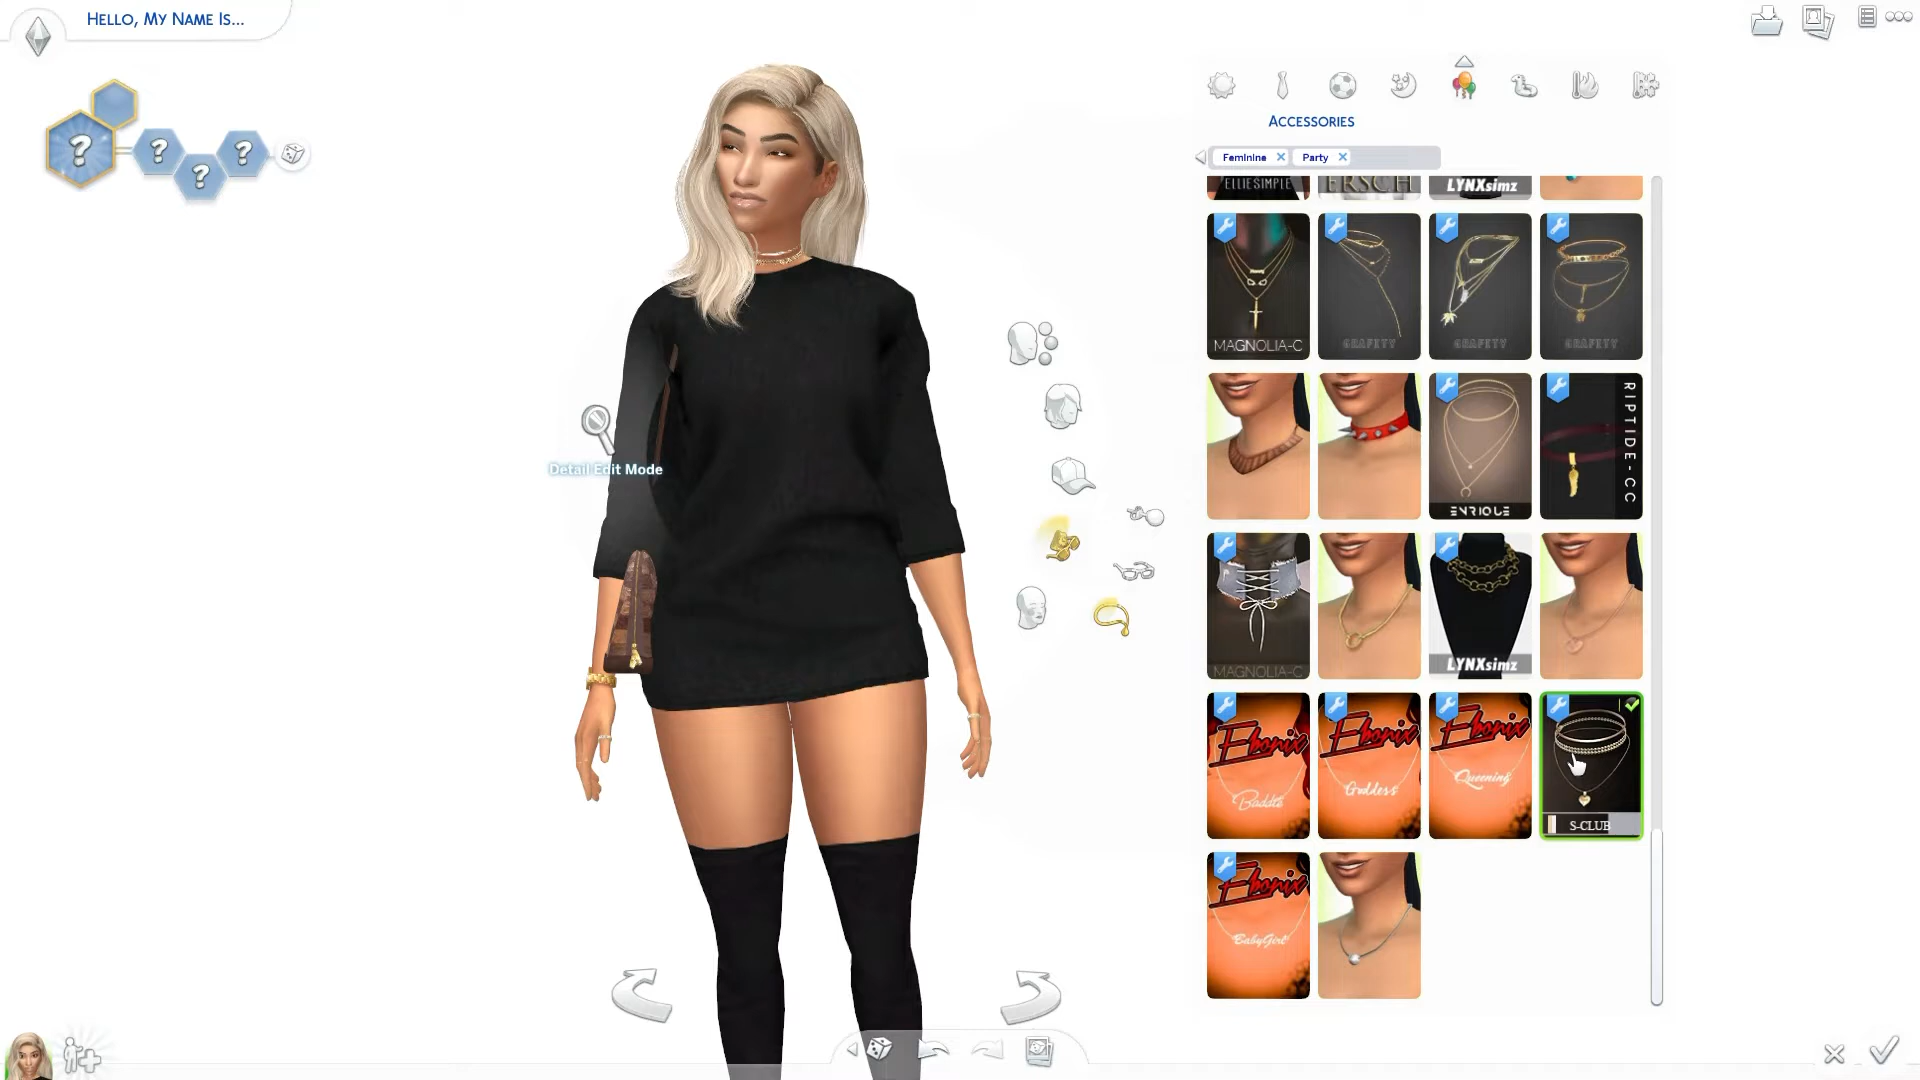 HELLO, MY NAME IS...
ACCESSORIES
Feminine
Party
ELLIESIMPLE
ERSCH
LYNXsimz
MAGNOLIA-C
GRAFETY
GRAFETY
GRAFETY
ENRIQUE
RIPTIDE-CC
Detail Edit Mode
MAGNOLIA-C
LYNXsimz
Ebonix
Baddie
Ebonix
Goddess
Ebonix
Queening
S-CLUB
Ebonix
BabyGirl